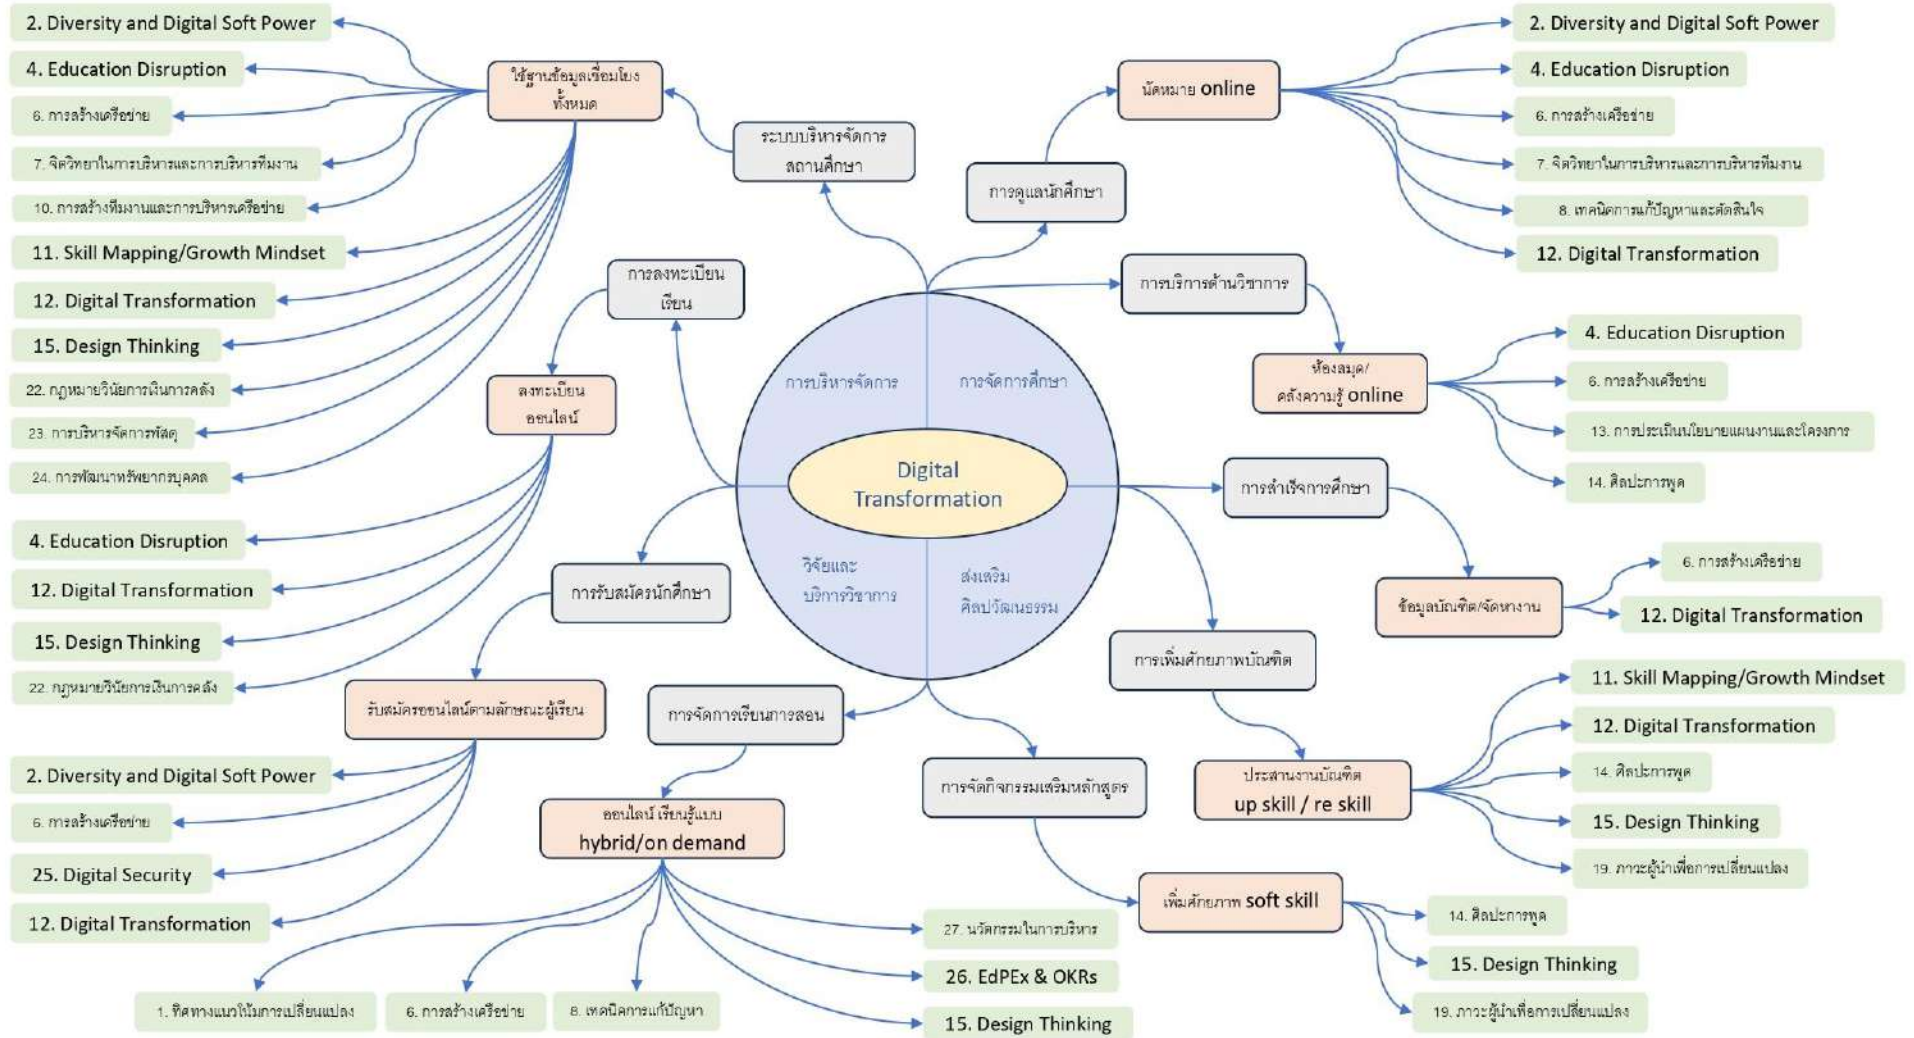 2. Diversity and Digital Soft Power
4. Education Disruption
6. การสร้างเครือข่าย
7. จิตวิทยาในการบริหารและการบริหารทีมงาน
10. การสร้างทีมงานและการบริหารเครือข่าย
11. Skill Mapping/Growth Mindset
12. Digital Transformation
15. Design Thinking
22. กฎหมายวินัยการเงินการคลัง
23. การบริหารจัดการพัสดุ
24. การพัฒนาทรัพยากรบุคคล
ใช้ฐานข้อมูลเชื่อมโยง
ทั้งหมด
ระบบบริหารจัดการ
สถานศึกษา
การลงทะเบียน
เรียน
ลงทะเบียน
ออนไลน์
4. Education Disruption
12. Digital Transformation
15. Design Thinking
22. กฎหมายวินัยการเงินการคลัง
การรับสมัครนักศึกษา
รับสมัครออนไลน์ตามลักษณะผู้เรียน
2. Diversity and Digital Soft Power
6. การสร้างเครือข่าย
25. Digital Security
12. Digital Transformation
การบริหารจัดการ
การจัดการศึกษา
Digital
Transformation
วิจัยและ
บริการวิชาการ
ส่งเสริม
ศิลปวัฒนธรรม
การจัดการเรียนการสอน
ออนไลน์ เรียนรู้แบบ
hybrid/on demand
1. ทิศทางแนวโน้มการเปลี่ยนแปลง
6. การสร้างเครือข่าย
8. เทคนิคการแก้ปัญหา
27. นวัตกรรมในการบริหาร
26. EdPEx & OKRs
15. Design Thinking
การดูแลนักศึกษา
นัดหมาย online
2. Diversity and Digital Soft Power
4. Education Disruption
6. การสร้างเครือข่าย
7. จิตวิทยาในการบริหารและการบริหารทีมงาน
8. เทคนิคการแก้ปัญหาและตัดสินใจ
12. Digital Transformation
การบริการด้านวิชาการ
ห้องสมุด/
คลังความรู้ online
4. Education Disruption
6. การสร้างเครือข่าย
13. การประเมินนโยบายแผนงานและโครงการ
14. ศิลปะการพูด
การสำเร็จการศึกษา
ข้อมูลบัณฑิต/จัดหางาน
6. การสร้างเครือข่าย
12. Digital Transformation
การเพิ่มศักยภาพบัณฑิต
ประสานงานบัณฑิต
up skill / re skill
11. Skill Mapping/Growth Mindset
12. Digital Transformation
14. ศิลปะการพูด
15. Design Thinking
19. ภาวะผู้นำเพื่อการเปลี่ยนแปลง
การจัดกิจกรรมเสริมหลักสูตร
เพิ่มศักยภาพ soft skill
14. ศิลปะการพูด
15. Design Thinking
19. ภาวะผู้นำเพื่อการเปลี่ยนแปลง